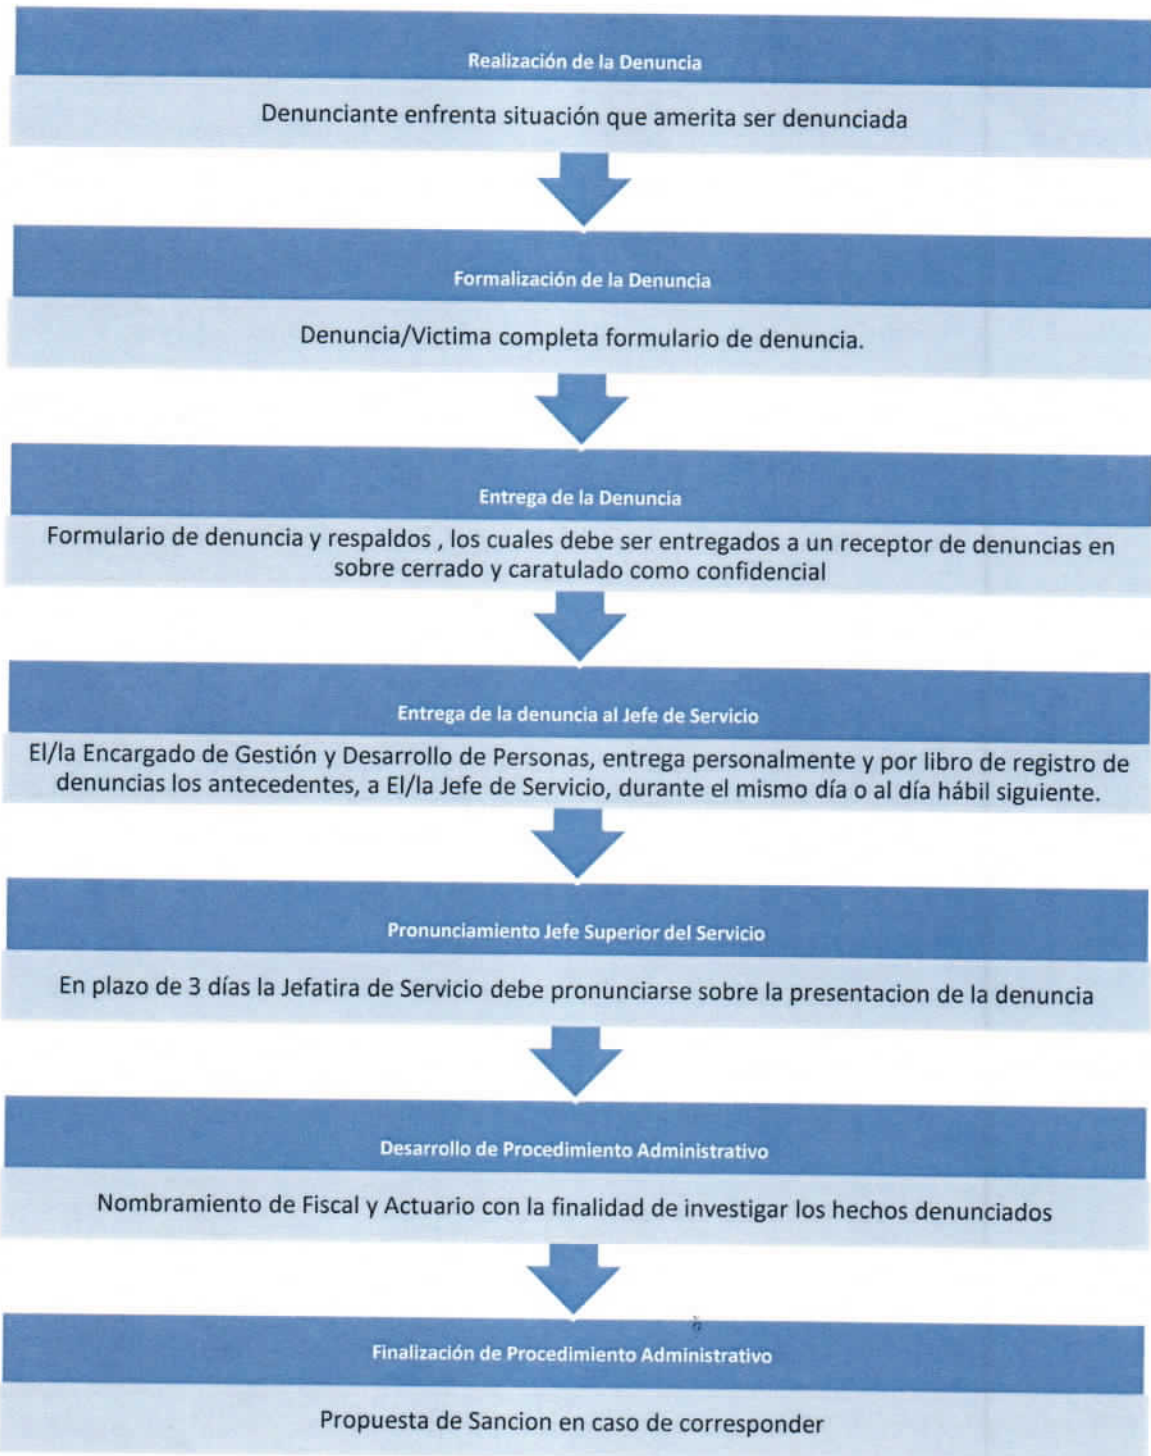 Realización de la Denuncia
Denunciante enfrenta situación que amerita ser denunciada
Formalización de la Denuncia
Denuncia/Victima completa formulario de denuncia.
Entrega de la Denuncia
Formulario de denuncia y respaldos , los cuales debe ser entregados a un receptor de denuncias en
sobre cerrado y caratulado como confidencial
Entrega de la denuncia al Jefe de Servicio
El/la Encargado de Gestión y Desarrollo de Personas, entrega personalmente y por libro de registro de
denuncias los antecedentes, a El/la Jefe de Servicio, durante el mismo día o al día hábil siguiente.
Pronunciamiento Jefe Superior del Servicio
En plazo de 3 días la Jefatira de Servicio debe pronunciarse sobre la presentacion de la denuncia
Desarrollo de Procedimiento Administrativo
Nombramiento de Fiscal y Actuario con la finalidad de investigar los hechos denunciados
Finalización de Procedimiento Administrativo
Propuesta de Sancion en caso de corresponder